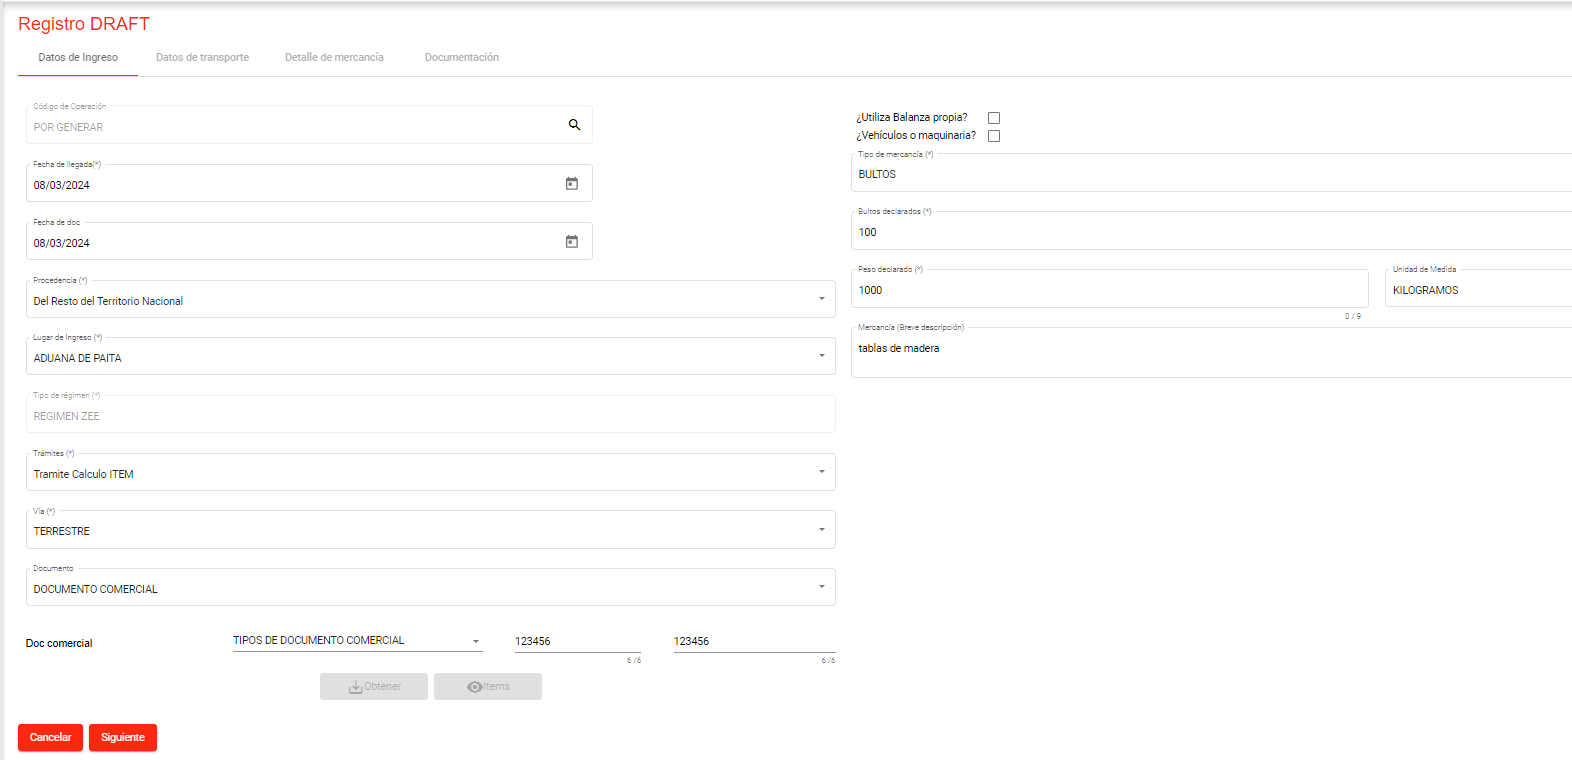 Registro DRAFT
Datos de Ingreso
Datos de transporte
Detalle de mercancía
Documentación
Código de Operación
POR GENERAR
Fecha de llegada(*)
08/03/2024
Fecha de doc
08/03/2024
Procedencia (*)
Del Resto del Territorio Nacional
Lugar de Ingreso (*)
ADUANA DE PAITA
Tipo de régimen (*)
RÉGIMEN ZEE
Trámites (*)
Tramite Calculo ITEM
Vía (*)
TERRESTRE
Documento
DOCUMENTO COMERCIAL
Doc comercial
TIPOS DE DOCUMENTO COMERCIAL
123456
6 /6
123456
6 /6
Obtener
Items
Cancelar
Siguiente
¿Utiliza Balanza propia?
¿Vehículos o maquinaria?
Tipo de mercancía (*)
BULTOS
Bultos declarados (*)
100
Peso declarado (*)
1000
0 / 9
Unidad de Medida
KILOGRAMOS
Mercancía (Breve descripción)
tablas de madera